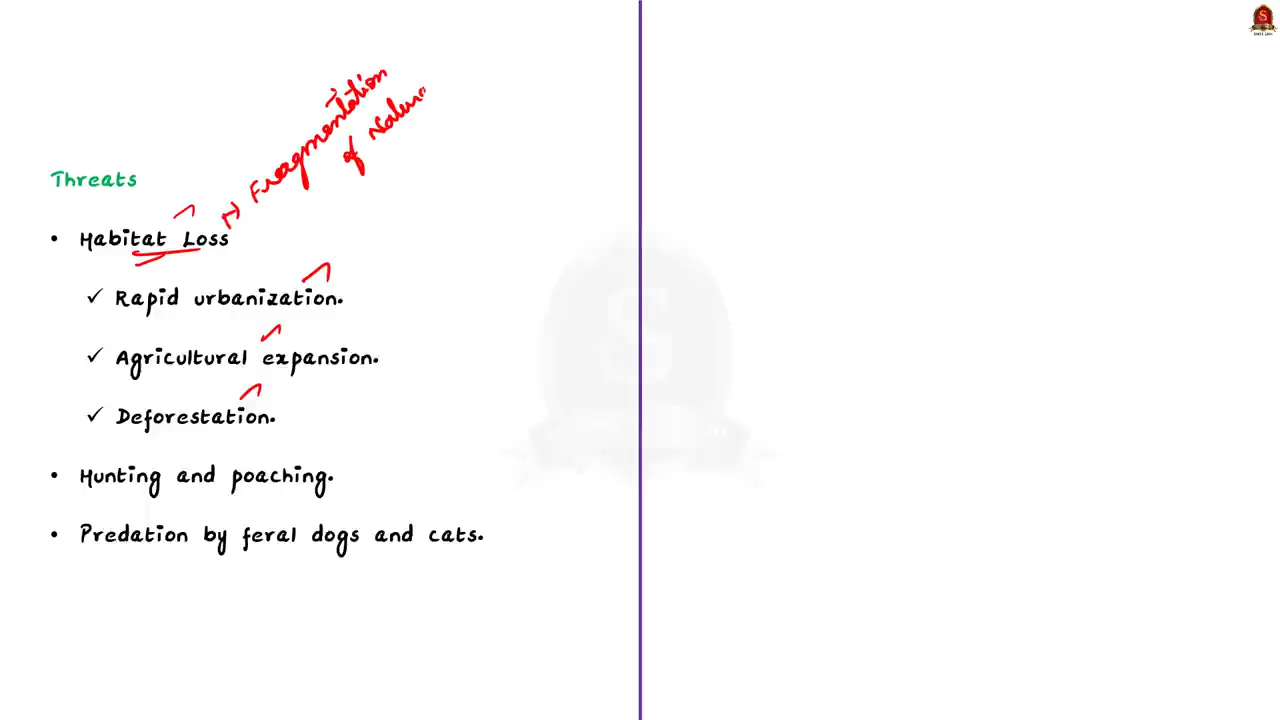 Fragmentation
of Natur
Threats
• Habitat Loss
✓ Rapid urbanization.
✓ Agricultural expansion.
✓ Deforestation.
• Hunting and poaching.
• Predation by feral dogs and cats.
S